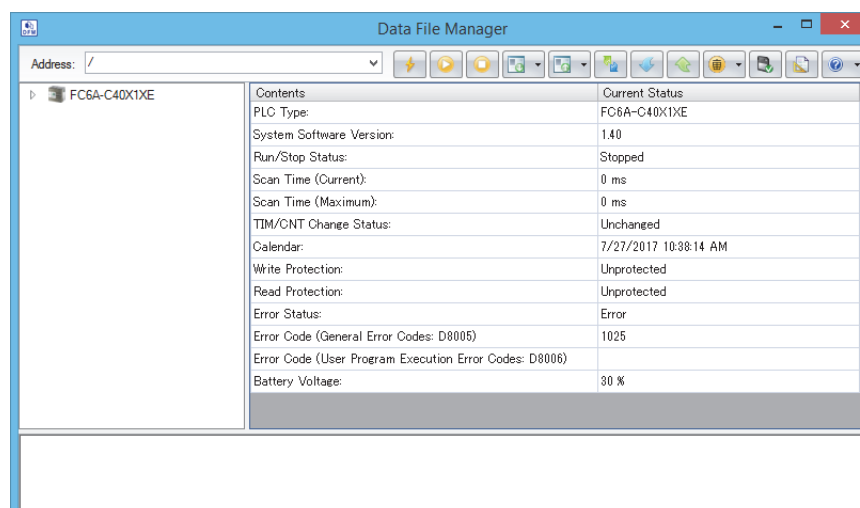 DFM
Data File Manager
Address: /
FC6A-C40X1XE
Contents Current Status
PLC Type: FC6A-C40X1XE
System Software Version: 1.40
Run/Stop Status: Stopped
Scan Time (Current): 0 ms
Scan Time (Maximum): 0 ms
TIM/CNT Change Status: Unchanged
Calendar: 7/27/2017 10:38:14 AM
Write Protection: Unprotected
Read Protection: Unprotected
Error Status: Error
Error Code (General Error Codes: D8005) 1025
Error Code (User Program Execution Error Codes: D8006)
Battery Voltage: 30 %